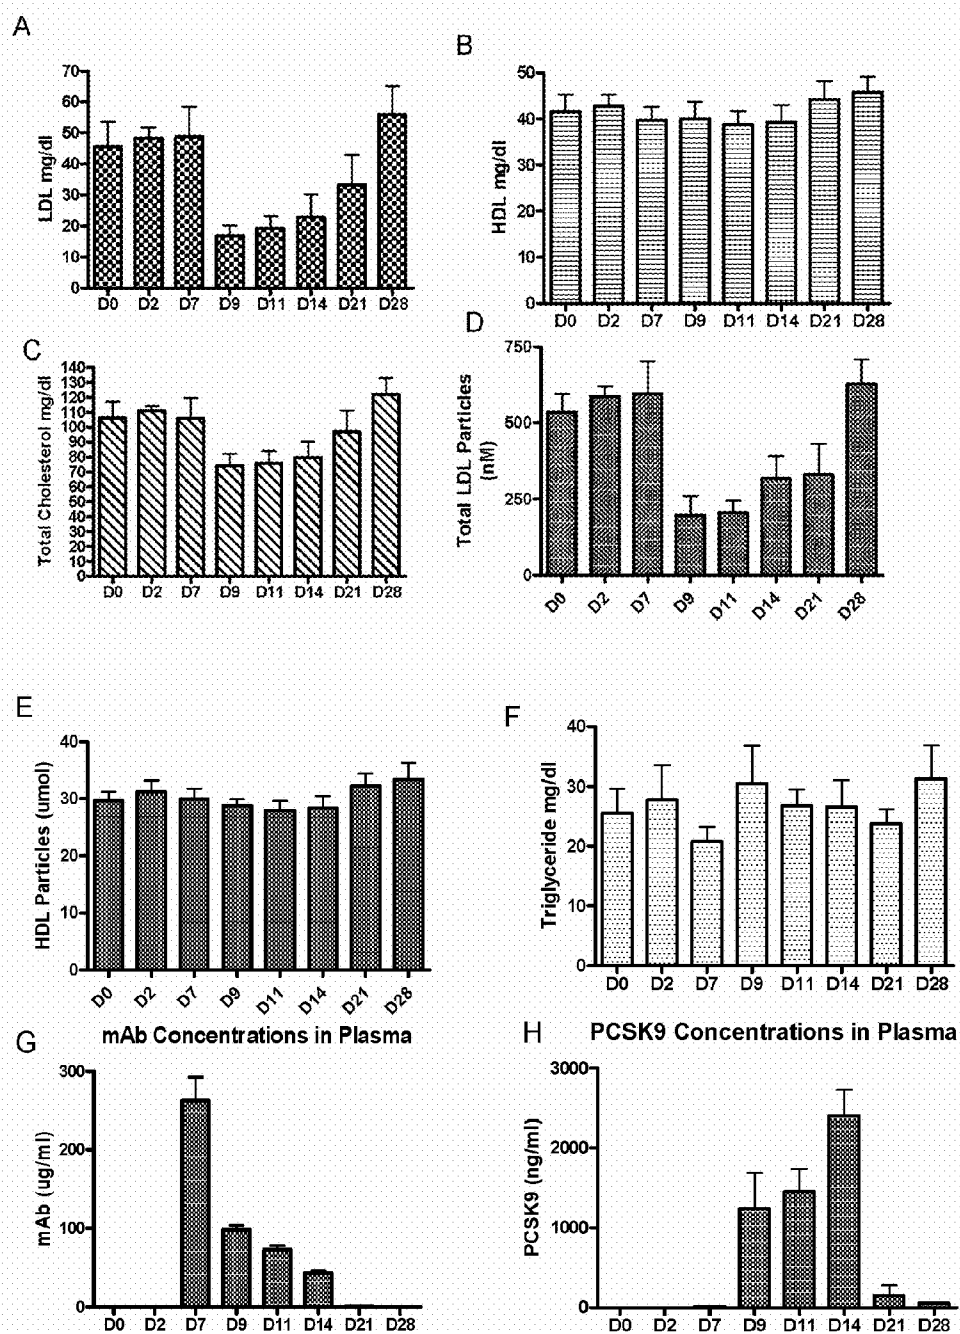 A
LDL mg/dl
70
60
50
40
30
20
10
0
D0 D2 D7 D9 D11 D14 D21 D28
B
HDL mg/dl
50
40
30
20
10
0
D0 D2 D7 D9 D11 D14 D21 D28
C
Total Cholesterol mg/dl
140
130
120
110
100
90
80
70
60
50
40
30
20
10
0
D0 D2 D7 D9 D11 D14 D21 D28
D
Total LDL Particles
(nM)
750
500
250
0
D0 D2 D7 D9 D11 D14 D21 D28
E
HDL Particles (umol)
40
30
20
10
0
D0 D2 D7 D9 D11 D14 D21 D28
F
Triglyceride mg/dl
40
30
20
10
0
D0 D2 D7 D9 D11 D14 D21 D28
G
mAb Concentrations in Plasma
mAb (ug/ml)
300
200
100
0
D0 D2 D7 D9 D11 D14 D21 D28
H
PCSK9 Concentrations in Plasma
PCSK9 (ng/ml)
3000
2000
1000
0
D0 D2 D7 D9 D11 D14 D21 D28